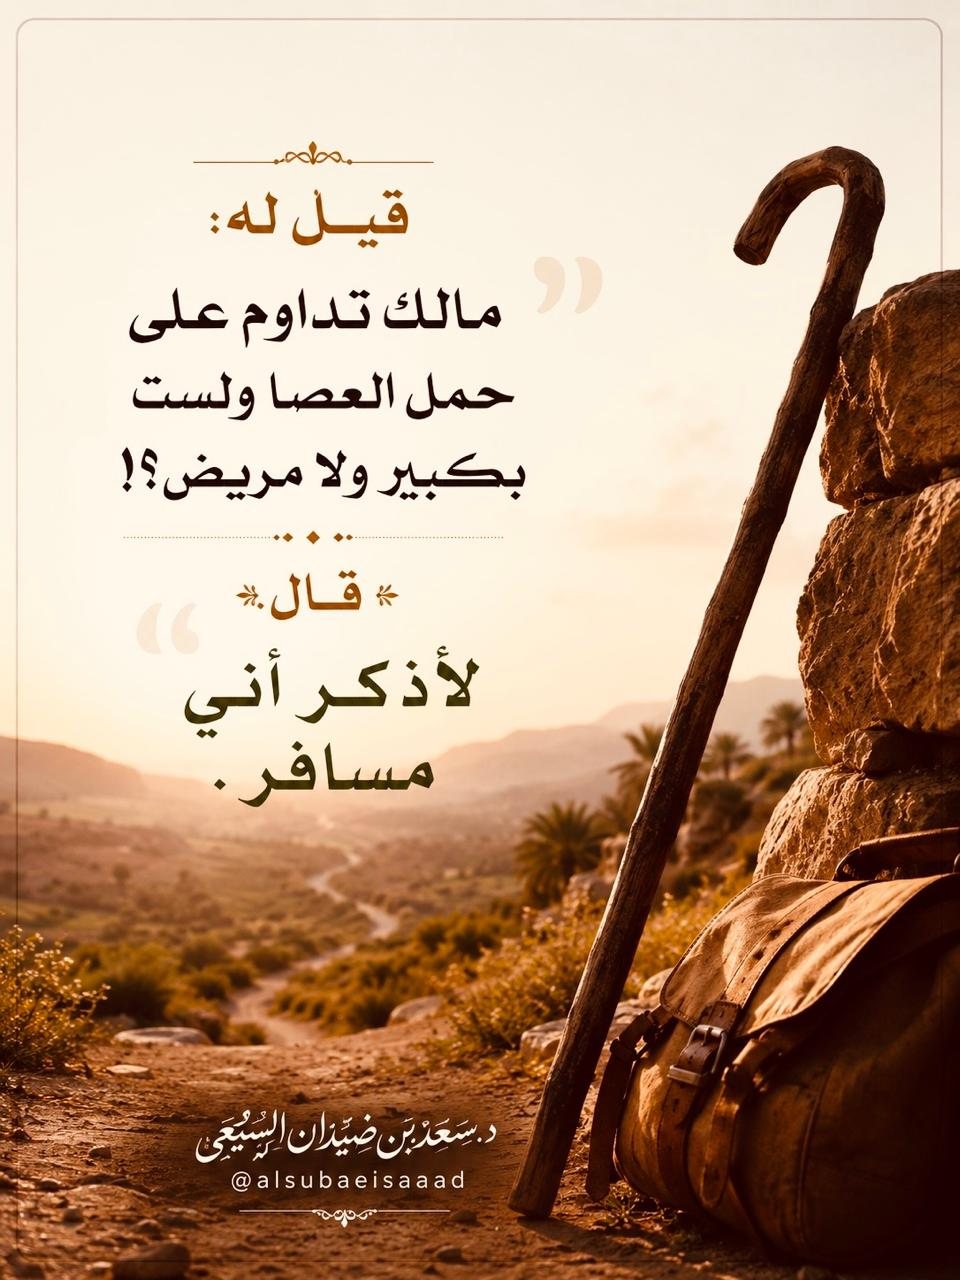 قيل له:
مالك تداوم على
حمل العصا ولست
بكبير ولا مريض؟!
قال
لأذكر أني
مسافر.
د. سعد بن ضيدان السبيعي
@alsubaeisaaad